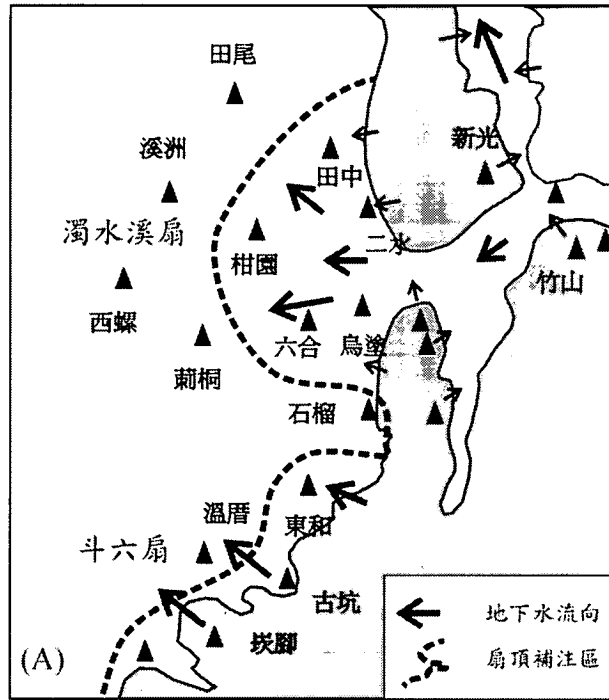 田尾
溪洲
新光
田中
濁水溪扇
二水
柑園
竹山
西螺
六合
烏塗
莿桐
石榴
溫厝
東和
斗六扇
古坑
崁腳
地下水流向
扇頂補注區
(A)